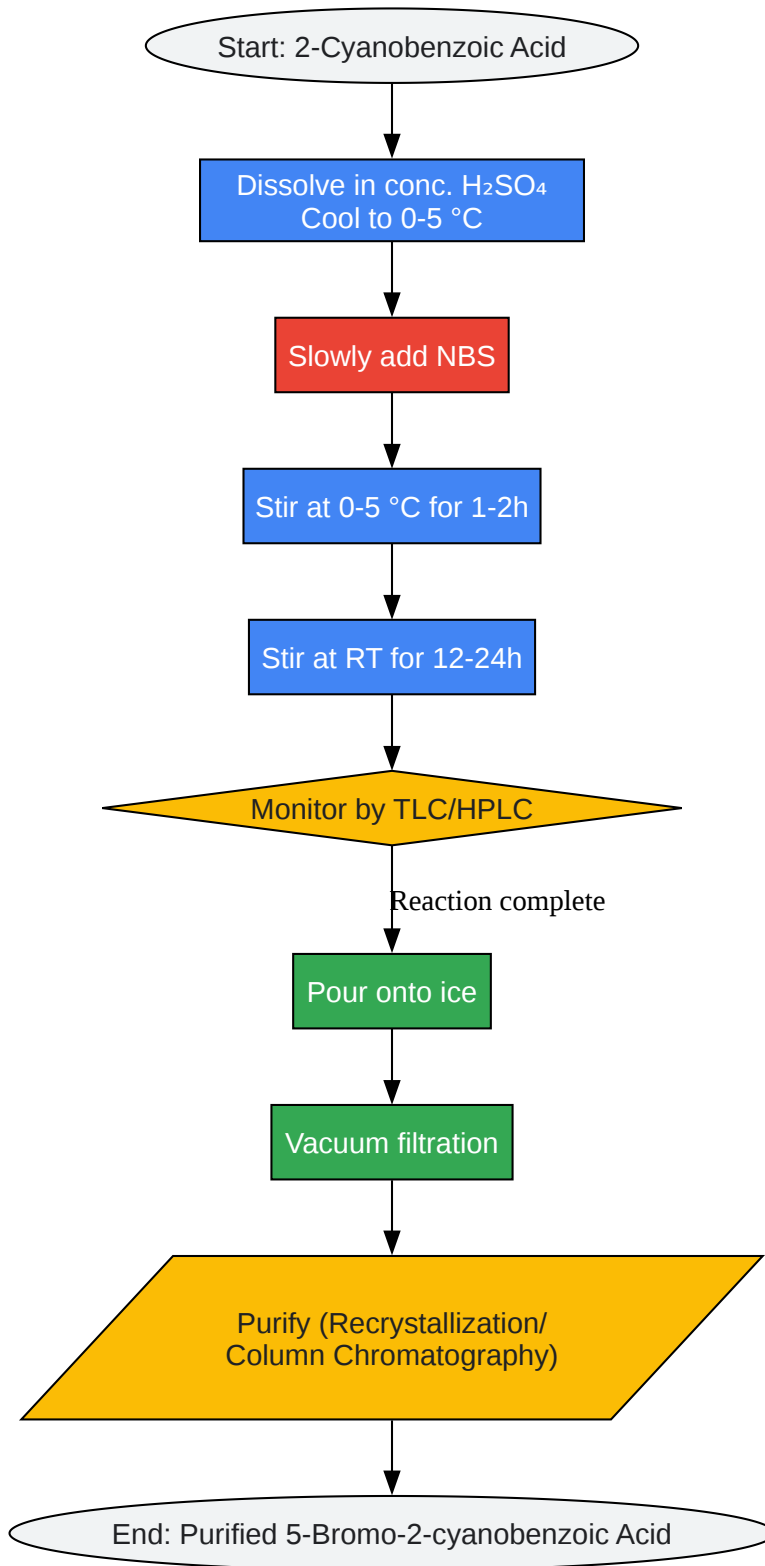 Start: 2-Cyanobenzoic Acid
Dissolve in conc. H₂SO₄
Cool to 0-5 °C
Slowly add NBS
Stir at 0-5 °C for 1-2h
Stir at RT for 12-24h
Monitor by TLC/HPLC
Reaction complete
Pour onto ice
Vacuum filtration
Purify (Recrystallization/
Column Chromatography)
End: Purified 5-Bromo-2-cyanobenzoic Acid